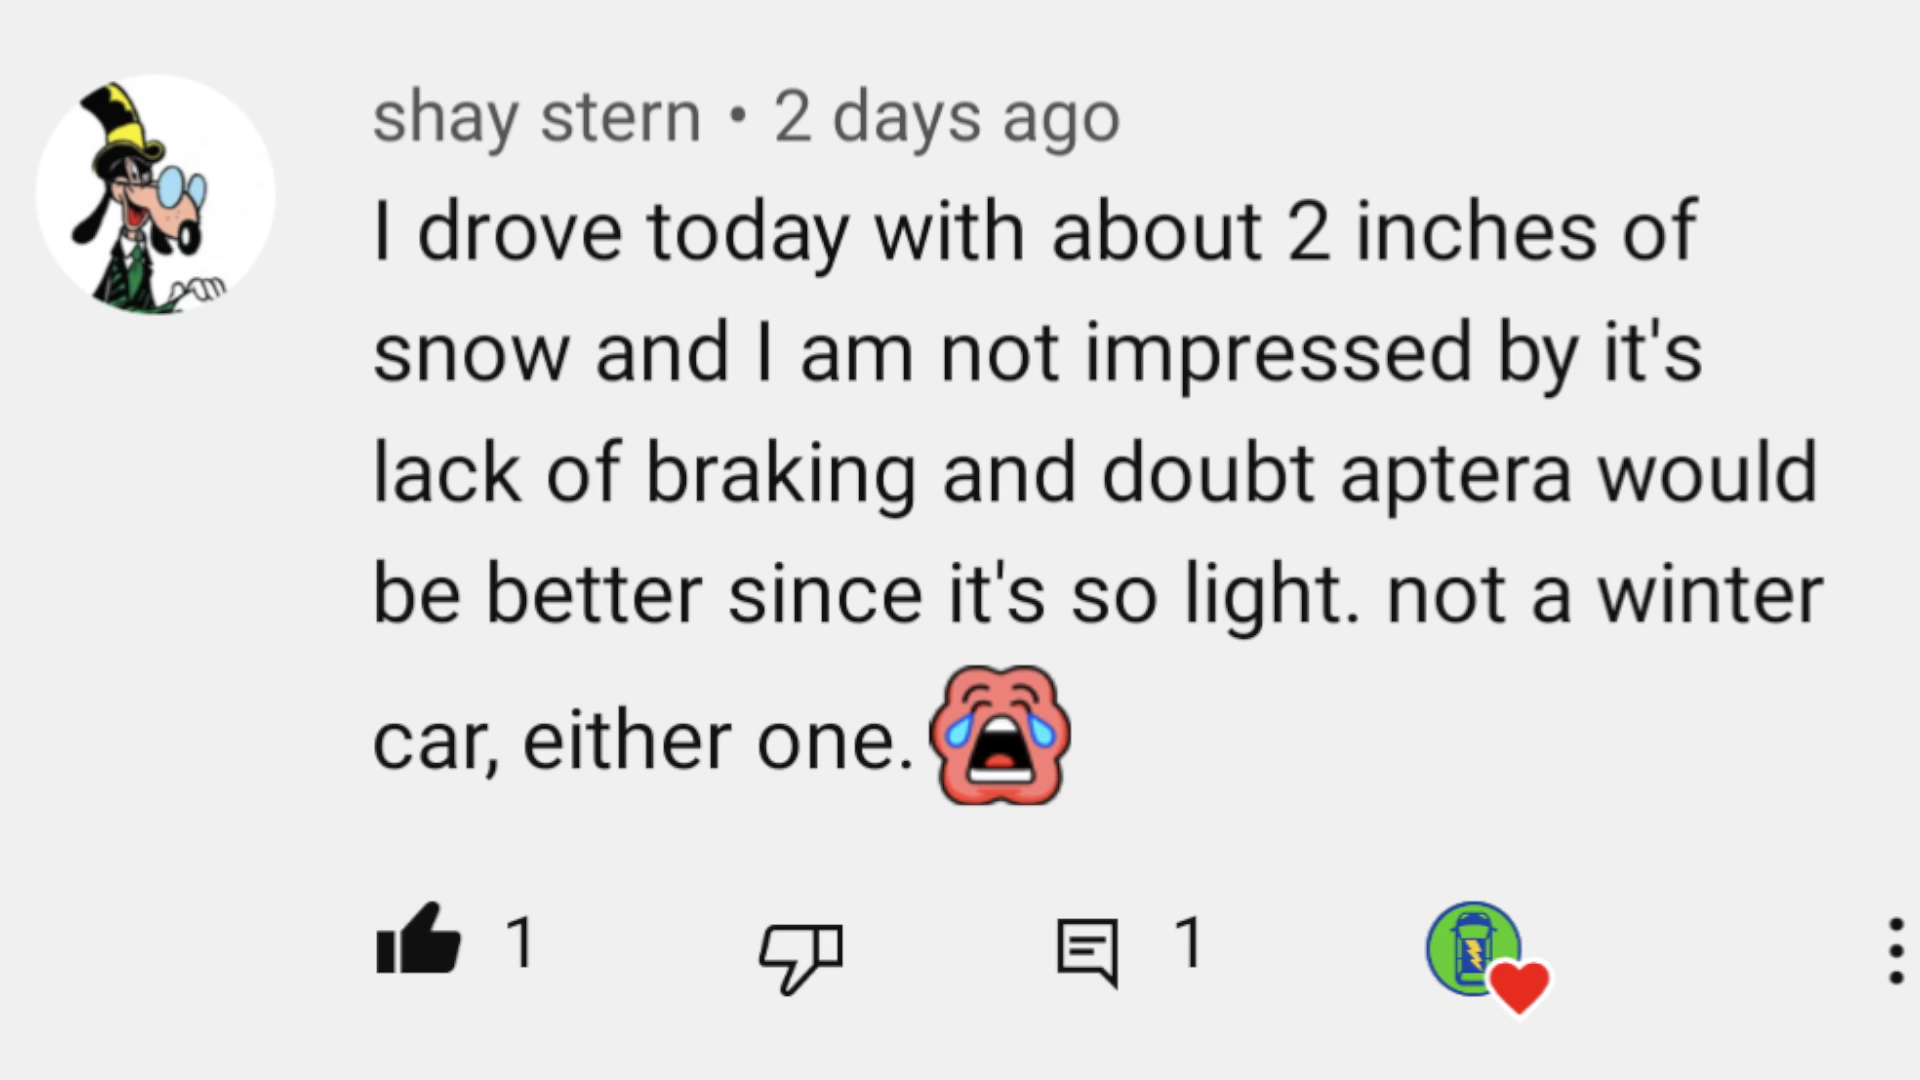 shay stern • 2 days ago
I drove today with about 2 inches of
snow and I am not impressed by it's
lack of braking and doubt aptera would
be better since it's so light. not a winter
car, either one.
1
1